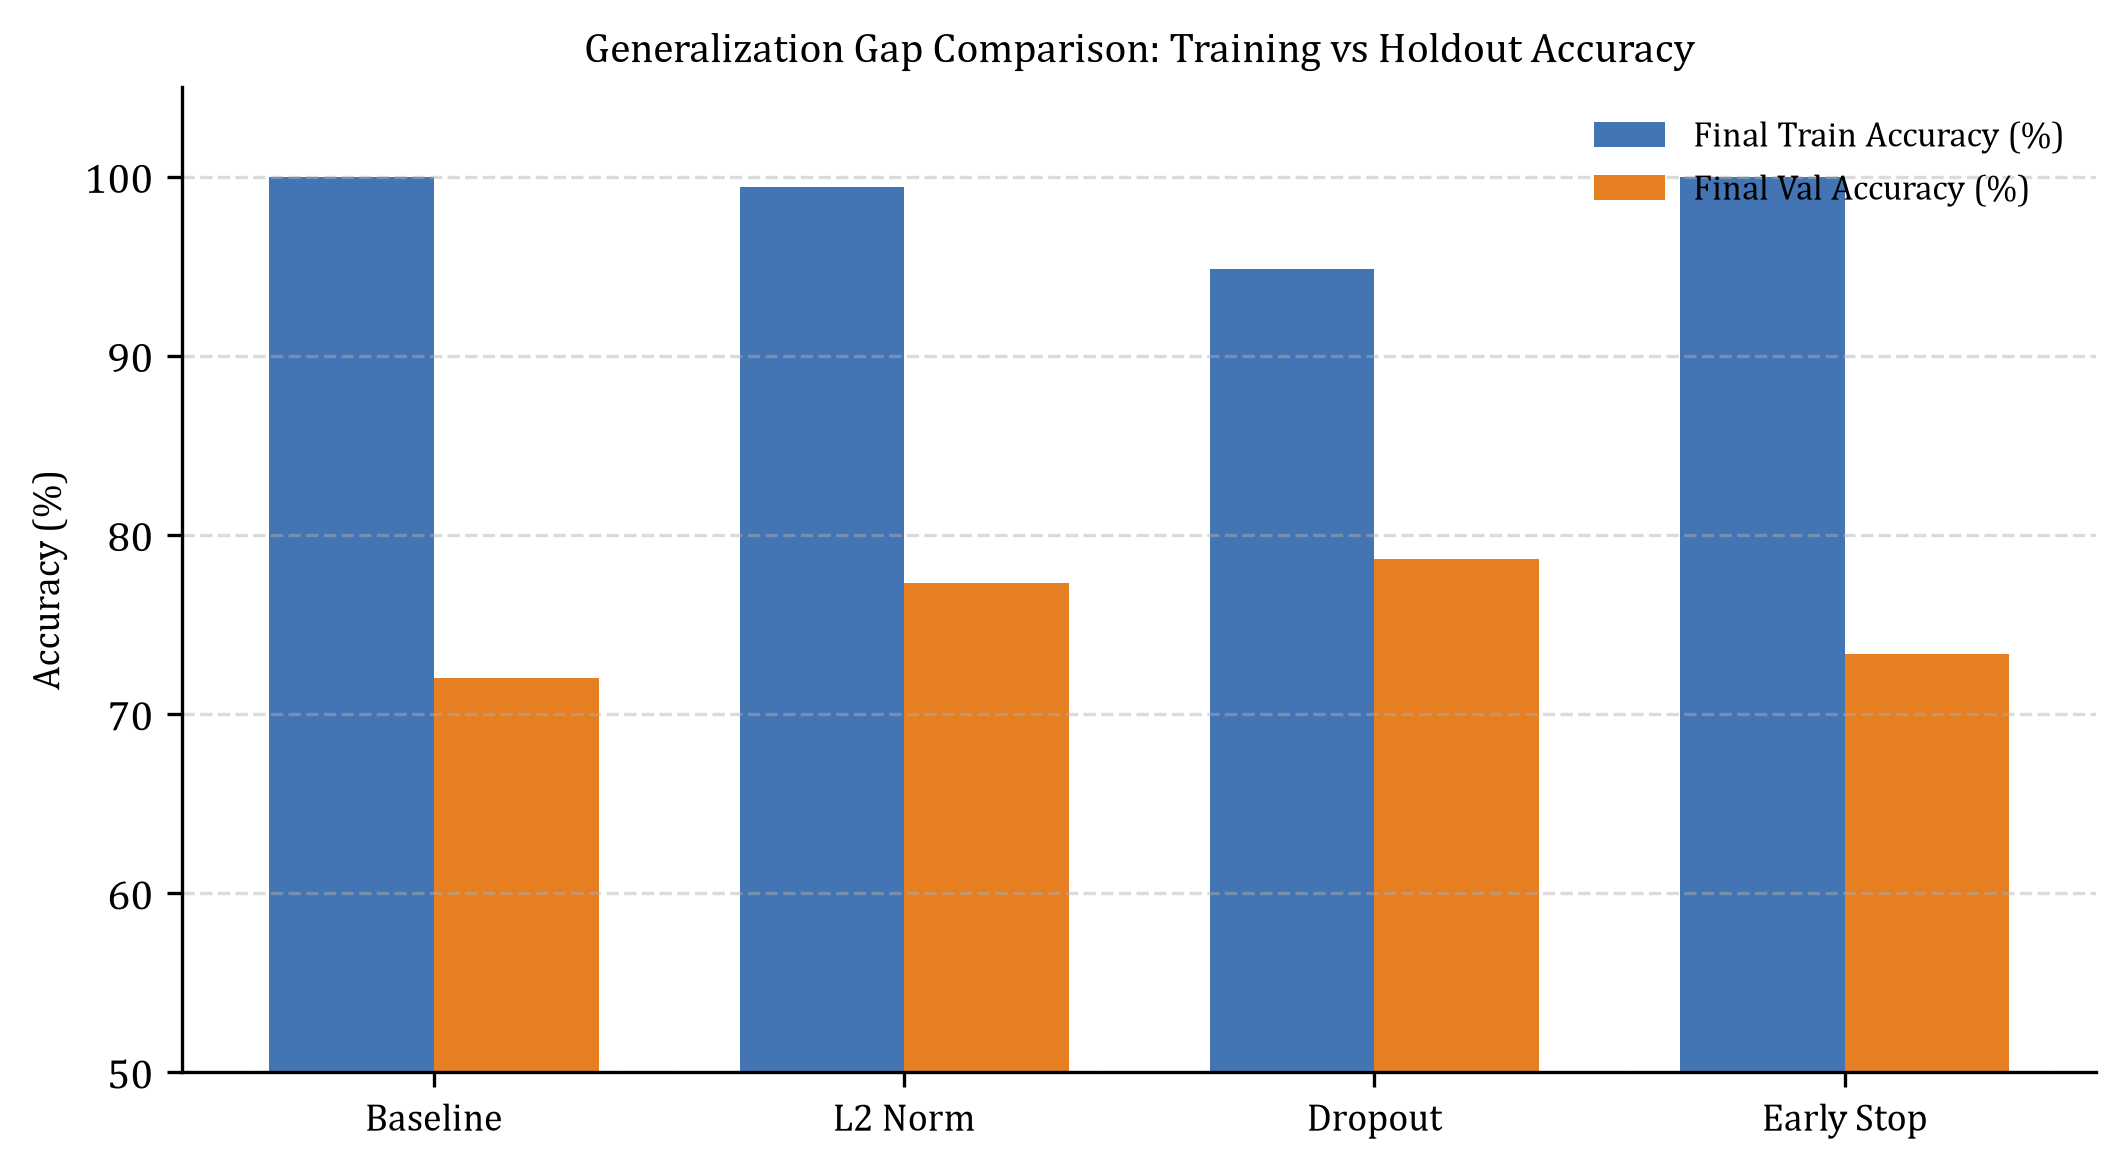 Generalization Gap Comparison: Training vs Holdout Accuracy
Final Train Accuracy (%)
Final Val Accuracy (%)
Accuracy (%)
100
90
80
70
60
50
Baseline
L2 Norm
Dropout
Early Stop